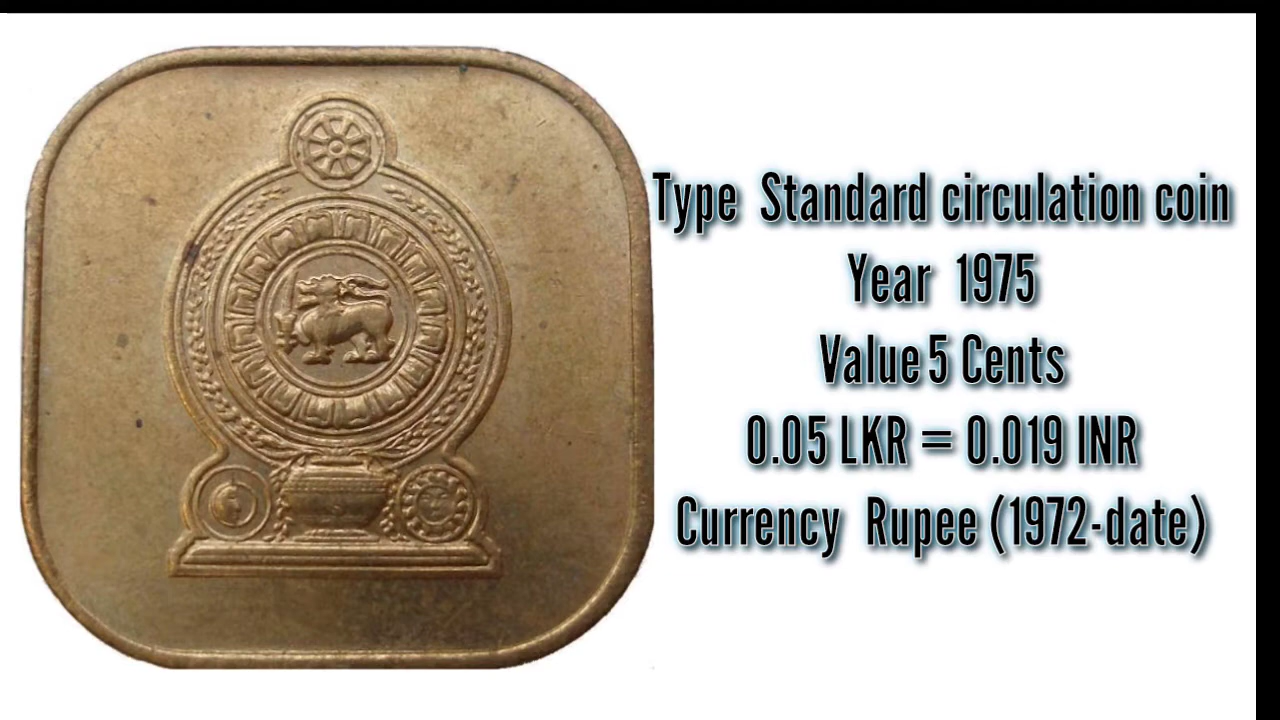 Type Standard circulation coin
Year 1975
Value 5 Cents
0.05 LKR = 0.019 INR
Currency Rupee (1972-date)